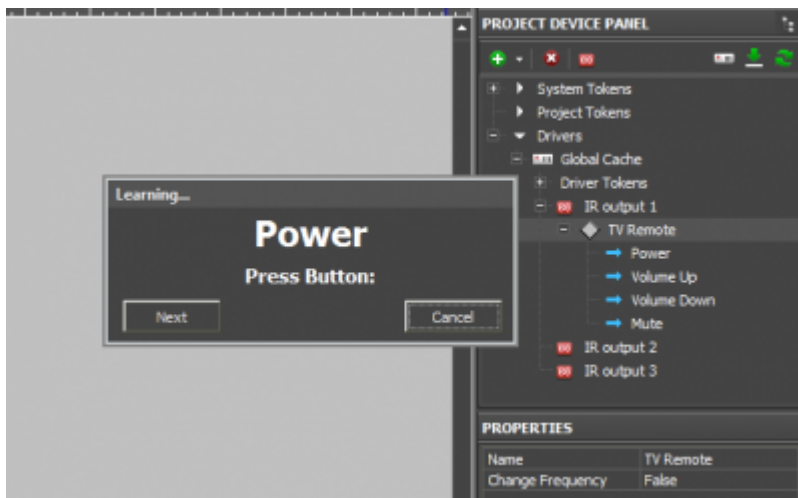 PROJECT DEVICE PANEL
System Tokens
Project Tokens
Drivers
Global Cache
Driver Tokens
IR output 1
TV Remote
Power
Volume Up
Volume Down
Mute
IR output 2
IR output 3
Learning...
Power
Press Button:
Next Cancel
PROPERTIES
Name TV Remote
Change Frequency False